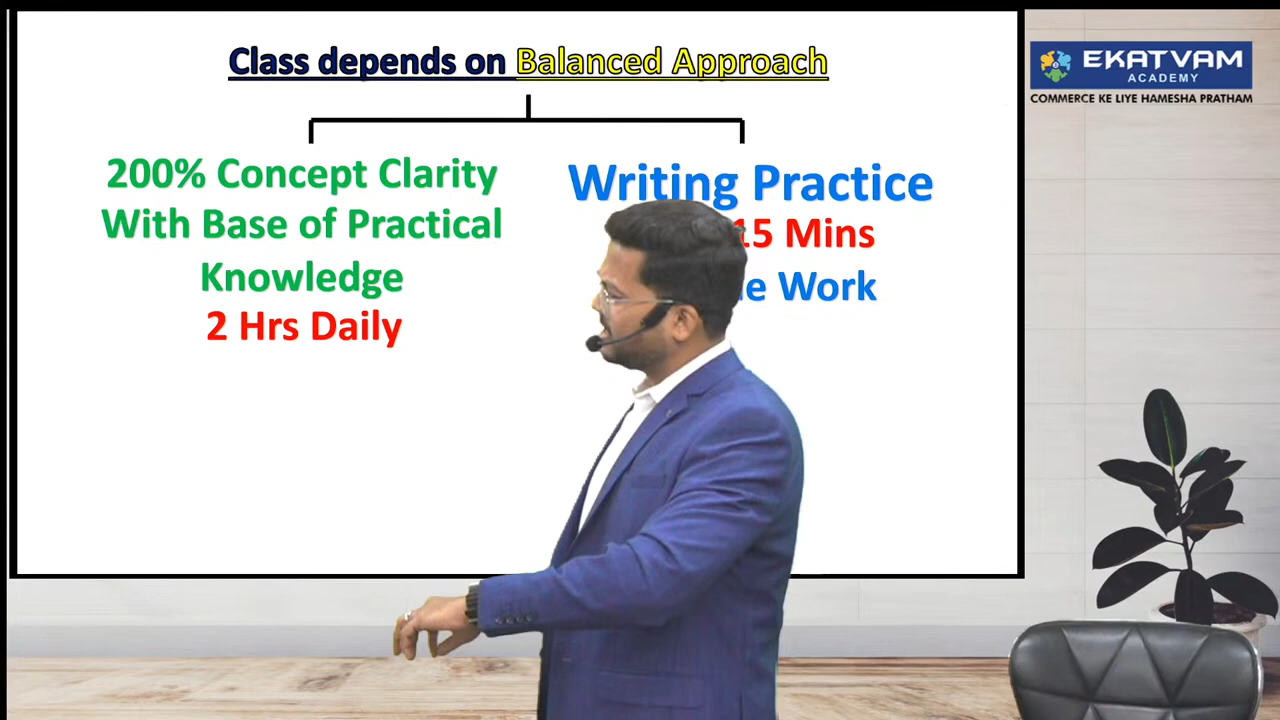 Class depends on Balanced Approach
200% Concept Clarity
With Base of Practical
Knowledge
2 Hrs Daily
Writing Practice
15 Mins
Work
EKATVAM
ACADEMY
COMMERCE KE LIYE HAMESHA PRATHAM